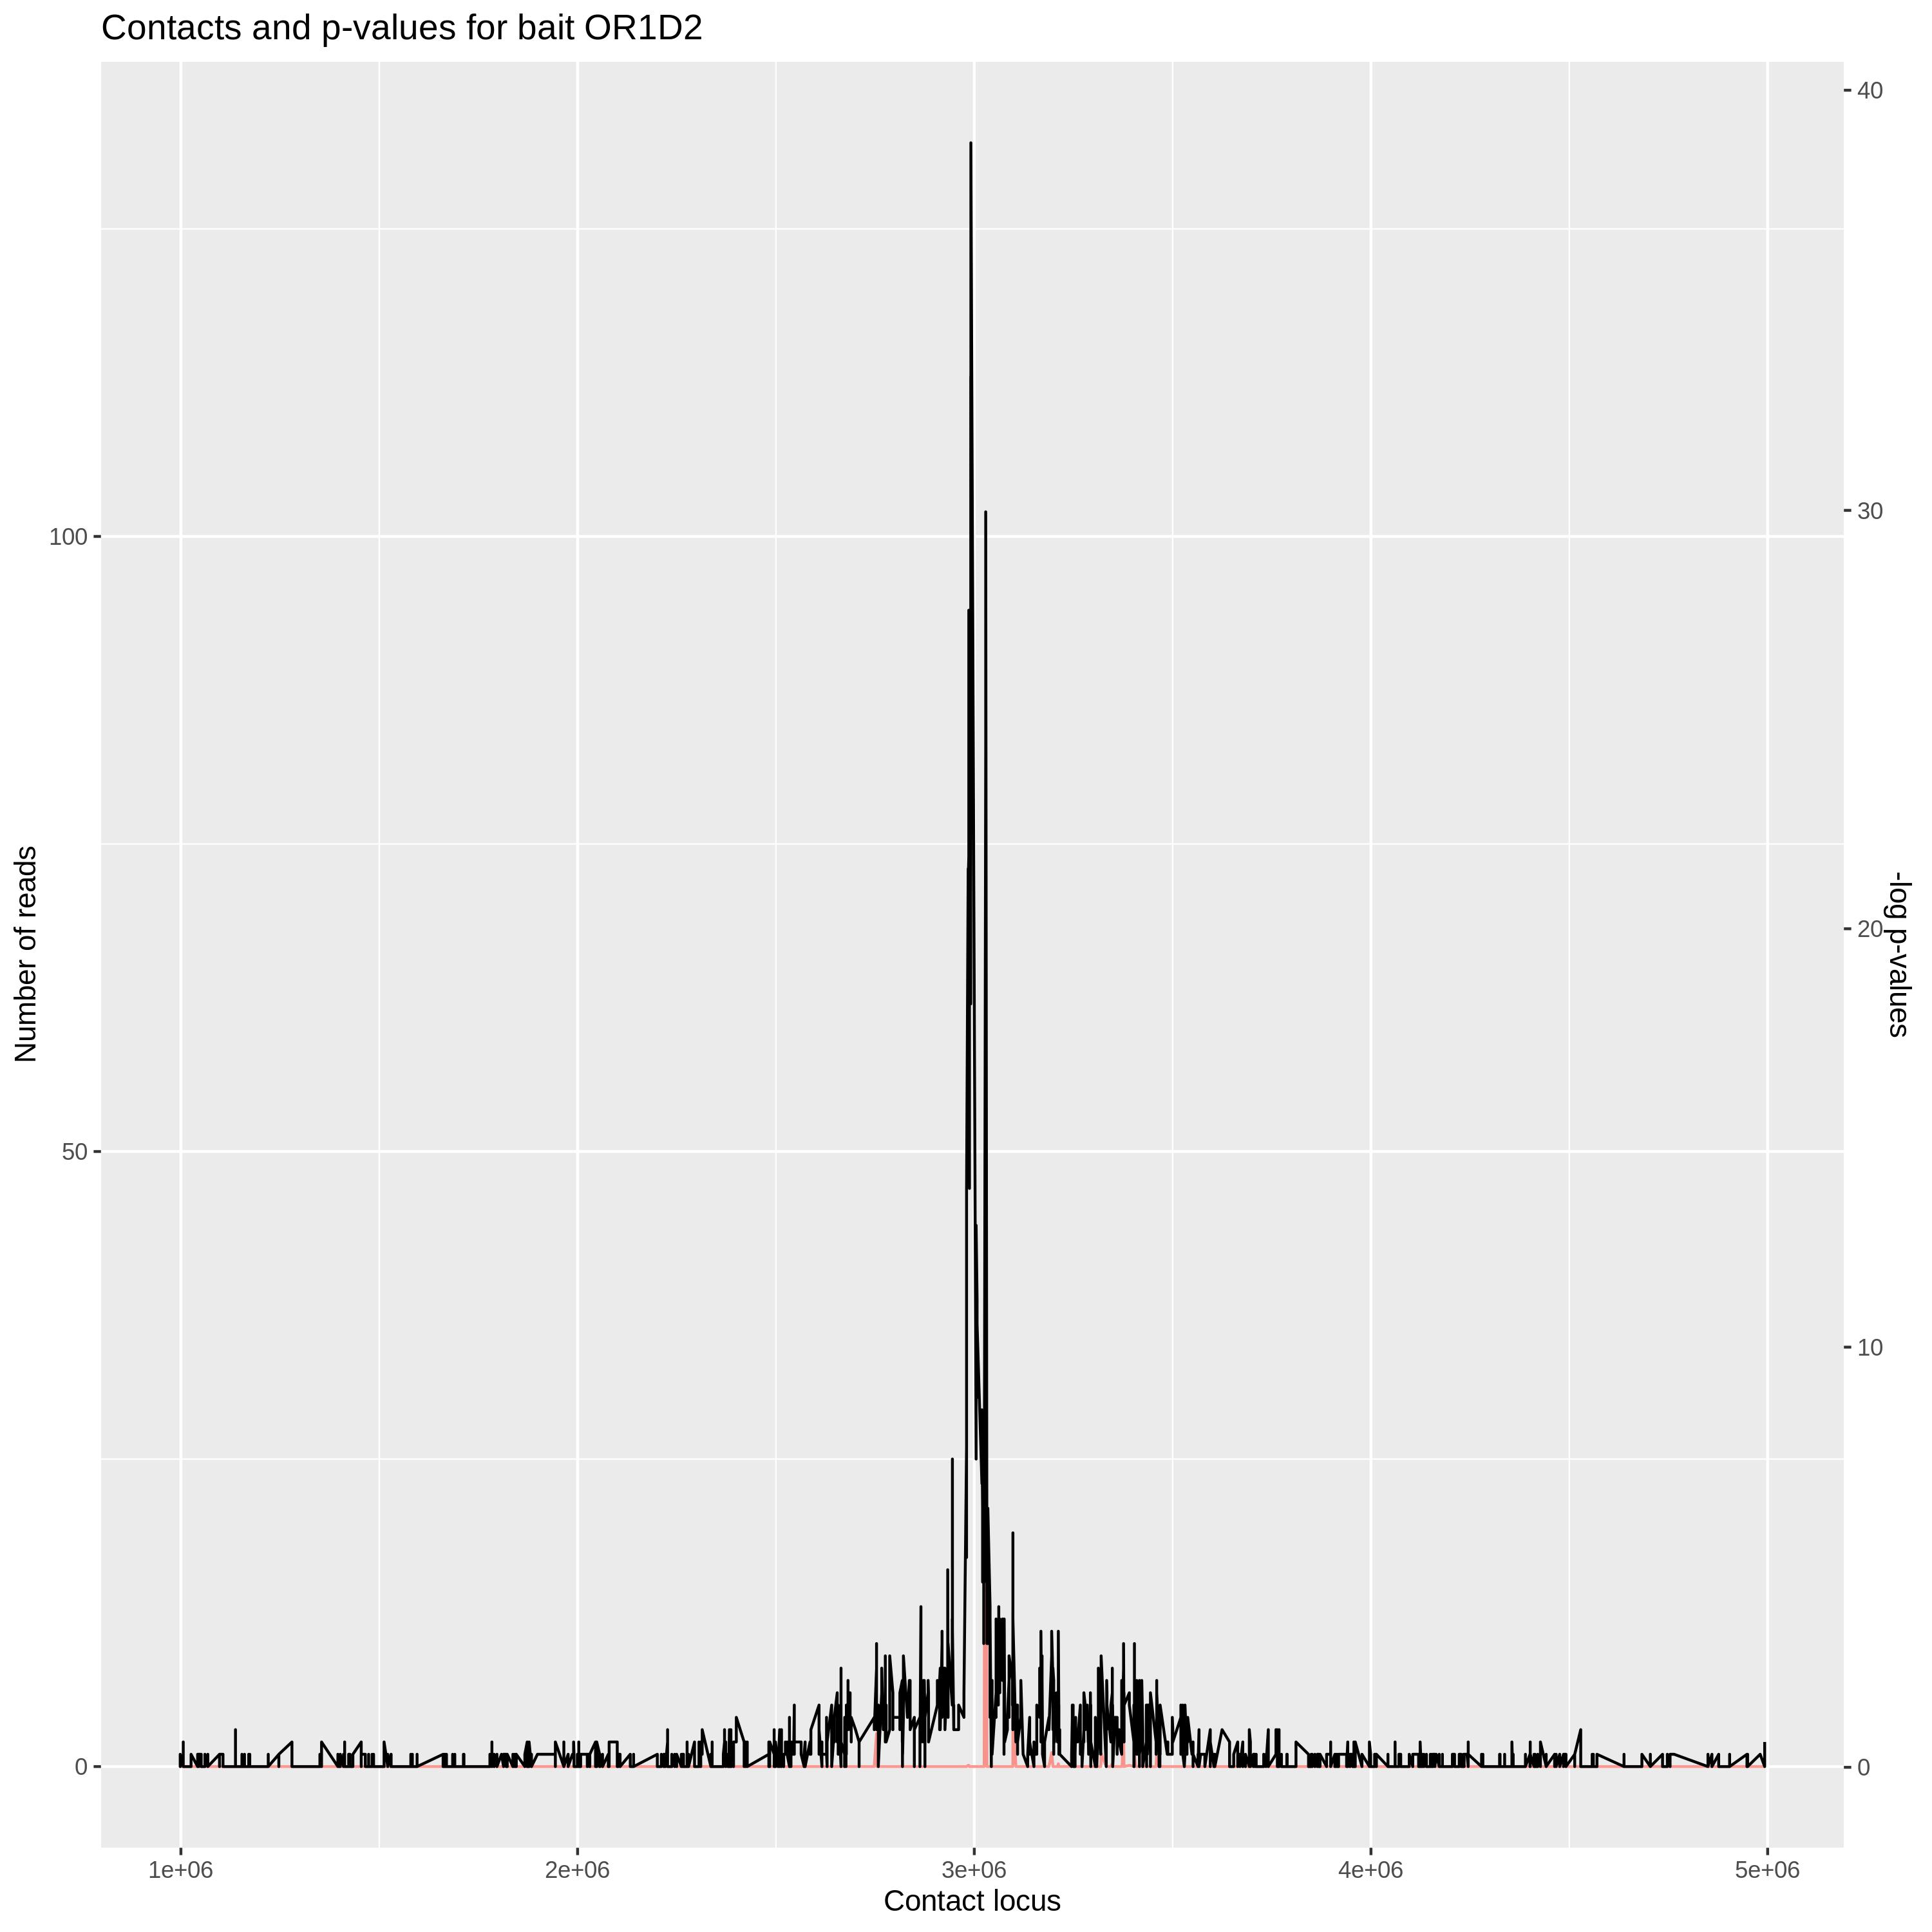 Contacts and p-values for bait OR1D2
40
30
20
10
0
-log p-values
100
50
0
Number of reads
1e+06
2e+06
3e+06
4e+06
5e+06
Contact locus